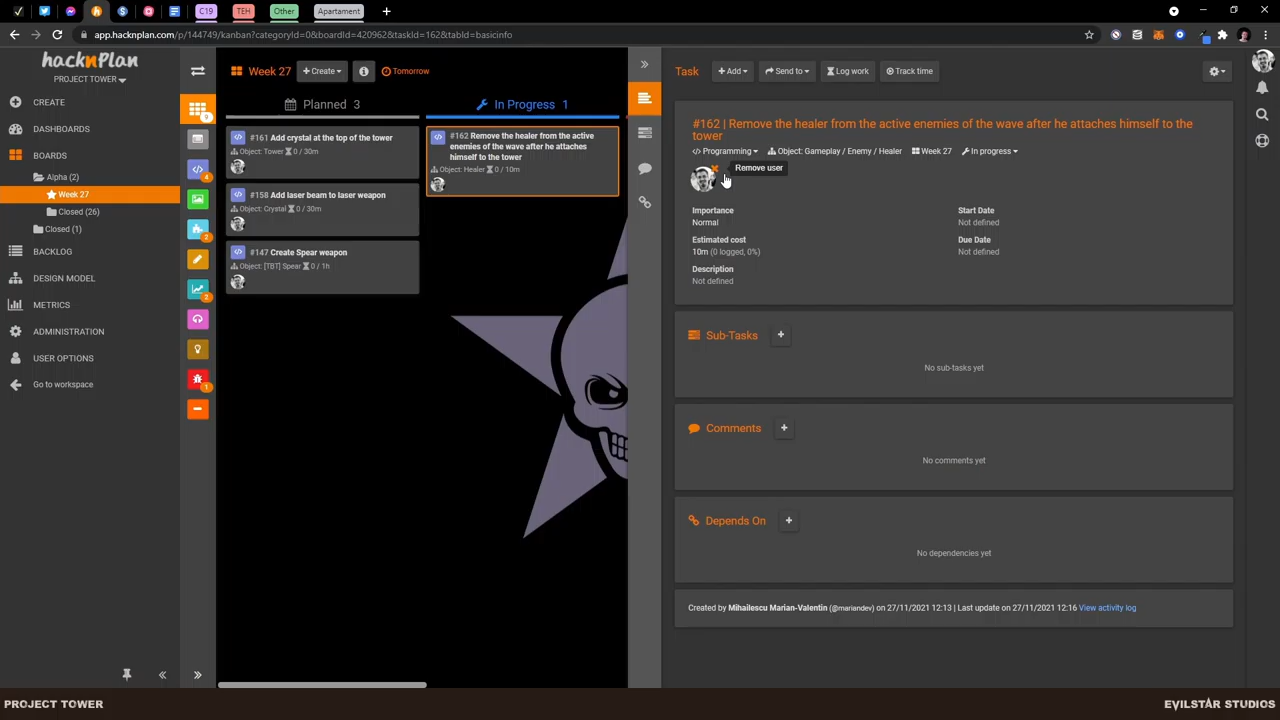 C19
TEH
Other
Apartament
app.hacknplan.com/p/144749/kanban?categoryId=0&boardId=420962&taskId=162&tabId=basicinfo
hacknPlan
PROJECT TOWER
CREATE
DASHBOARDS
BOARDS
Alpha (2)
Week 27
Closed (26)
Closed (1)
BACKLOG
DESIGN MODEL
METRICS
ADMINISTRATION
USER OPTIONS
Go to workspace
9
4
2
2
1
Week 27
Create
Tomorrow
Planned 3
#161 Add crystal at the top of the tower
Object: Tower 0 / 30m
#158 Add laser beam to laser weapon
Object: Crystal 0 / 30m
#147 Create Spear weapon
Object: [TBT] Spear 0 / 1h
In Progress 1
#162 Remove the healer from the active
enemies of the wave after he attaches
himself to the tower
Object: Healer 0 / 10m
Task
Add
Send to
Log work
Track time
#162 | Remove the healer from the active enemies of the wave after he attaches himself to the
tower
Programming Object: Gameplay / Enemy / Healer Week 27 In progress
Remove user
Importance
Normal
Start Date
Not defined
Estimated cost
10m (0 logged, 0%)
Due Date
Not defined
Description
Not defined
Sub-Tasks
No sub-tasks yet
Comments
No comments yet
Depends On
No dependencies yet
Created by Mihailescu Marian-Valentin (@mariandev) on 27/11/2021 12:13 | Last update on 27/11/2021 12:16 View activity log
PROJECT TOWER
EVILSTAR STUDIOS